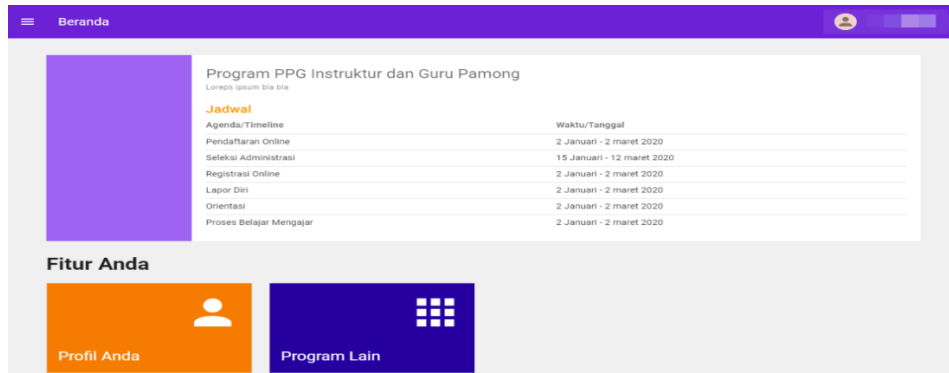 Beranda
Program PPG Instruktur dan Guru Pamong
Loreps ipsum bla bla
Jadwal
Agenda/Timeline Waktu/Tanggal
Pendaftaran Online 2 Januari - 2 maret 2020
Seleksi Administrasi 15 Januari - 12 maret 2020
Registrasi Online 2 Januari - 2 maret 2020
Lapor Diri 2 Januari - 2 maret 2020
Orientasi 2 Januari - 2 maret 2020
Proses Belajar Mengajar 2 Januari - 2 maret 2020
Fitur Anda
Profil Anda Program Lain